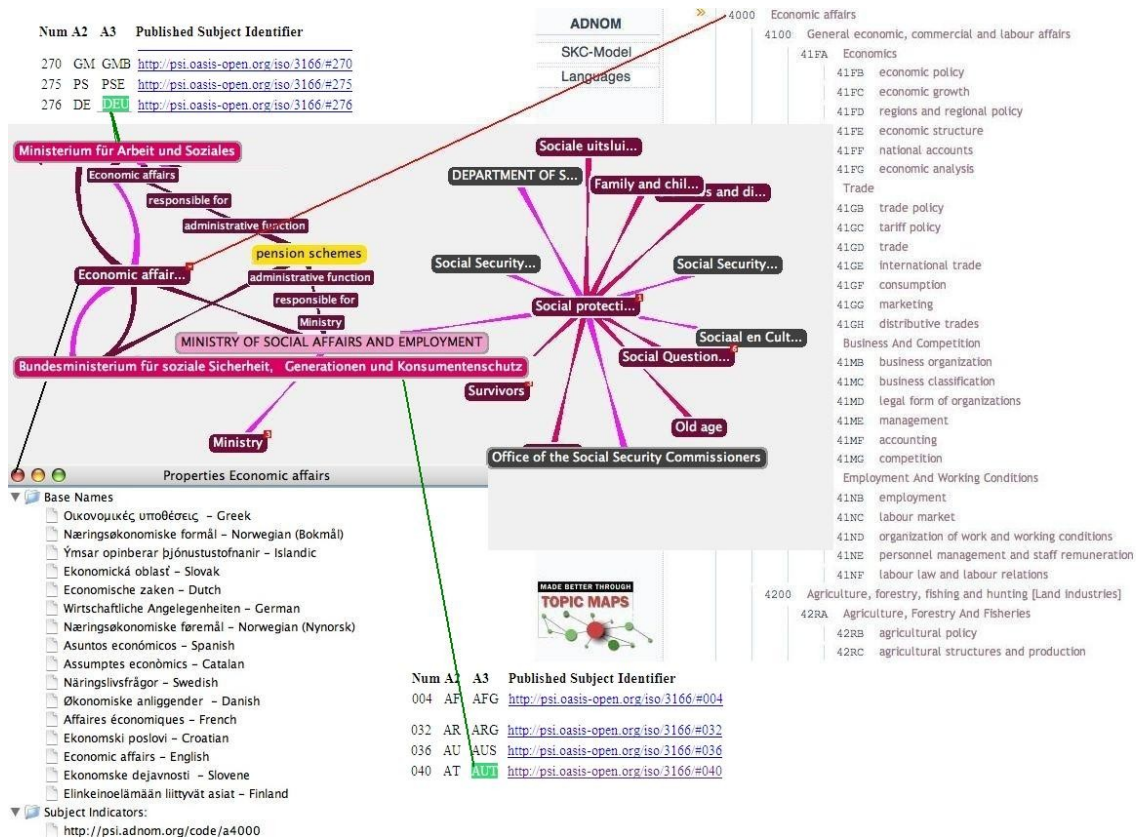 Num A2 A3 Published Subject Identifier
270 GM GMB http://psi.oasis-open.org/iso/3166/#270
275 PS PSE http://psi.oasis-open.org/iso/3166/#275
276 DE DEU http://psi.oasis-open.org/iso/3166/#276
ADNOM
SKC-Model
Languages
»
4000 Economic affairs
4100 General economic, commercial and labour affairs
41FA Economics
41FB economic policy
41FC economic growth
41FD regions and regional policy
41FE economic structure
41FF national accounts
41FG economic analysis
Trade
41GB trade policy
41GC tariff policy
41GD trade
41GE international trade
41GF consumption
41GG marketing
41GH distributive trades
Business And Competition
41MB business organization
41MC business classification
41MD legal form of organizations
41ME management
41MF accounting
41MG competition
Employment And Working Conditions
41NB employment
41NC labour market
41ND organization of work and working conditions
41NE personnel management and staff remuneration
41NF labour law and labour relations
4200 Agriculture, forestry, fishing and hunting [Land industries]
42RA Agriculture, Forestry And Fisheries
42RB agricultural policy
42RC agricultural structures and production
Ministerium für Arbeit und Soziales
Economic affairs
responsible for
administrative function
pension schemes
Economic affair...
administrative function
responsible for
Ministry
MINISTRY OF SOCIAL AFFAIRS AND EMPLOYMENT
Bundesministerium für soziale Sicherheit, Generationen und Konsumentenschutz
Ministry
Sociale uitslui...
DEPARTMENT OF S...
Family and chil...
and di...
Social Security...
Social Security...
Social protecti...
Sociaal en Cult...
Social Question...
Survivors
Old age
Office of the Social Security Commissioners
Properties Economic affairs
Base Names
Οικονομικές υποθέσεις – Greek
Næringsøkonomiske formål – Norwegian (Bokmål)
Ýmsar opinberar þjónustustofnanir – Islandic
Ekonomická oblasť – Slovak
Economische zaken – Dutch
Wirtschaftliche Angelegenheiten – German
Næringsøkonomiske føremål – Norwegian (Nynorsk)
Asuntos económicos – Spanish
Assumptes econòmics – Catalan
Näringslivsfrågor – Swedish
Økonomiske anliggender – Danish
Affaires économiques – French
Ekonomski poslovi – Croatian
Economic affairs – English
Ekonomske dejavnosti – Slovene
Elinkeinoelämään liittyvät asiat – Finland
Subject Indicators:
http://psi.adnom.org/code/a4000
MADE BETTER THROUGH
TOPIC MAPS
Num A2 A3 Published Subject Identifier
004 AF AFG http://psi.oasis-open.org/iso/3166/#004
032 AR ARG http://psi.oasis-open.org/iso/3166/#032
036 AU AUS http://psi.oasis-open.org/iso/3166/#036
040 AT AUT http://psi.oasis-open.org/iso/3166/#040